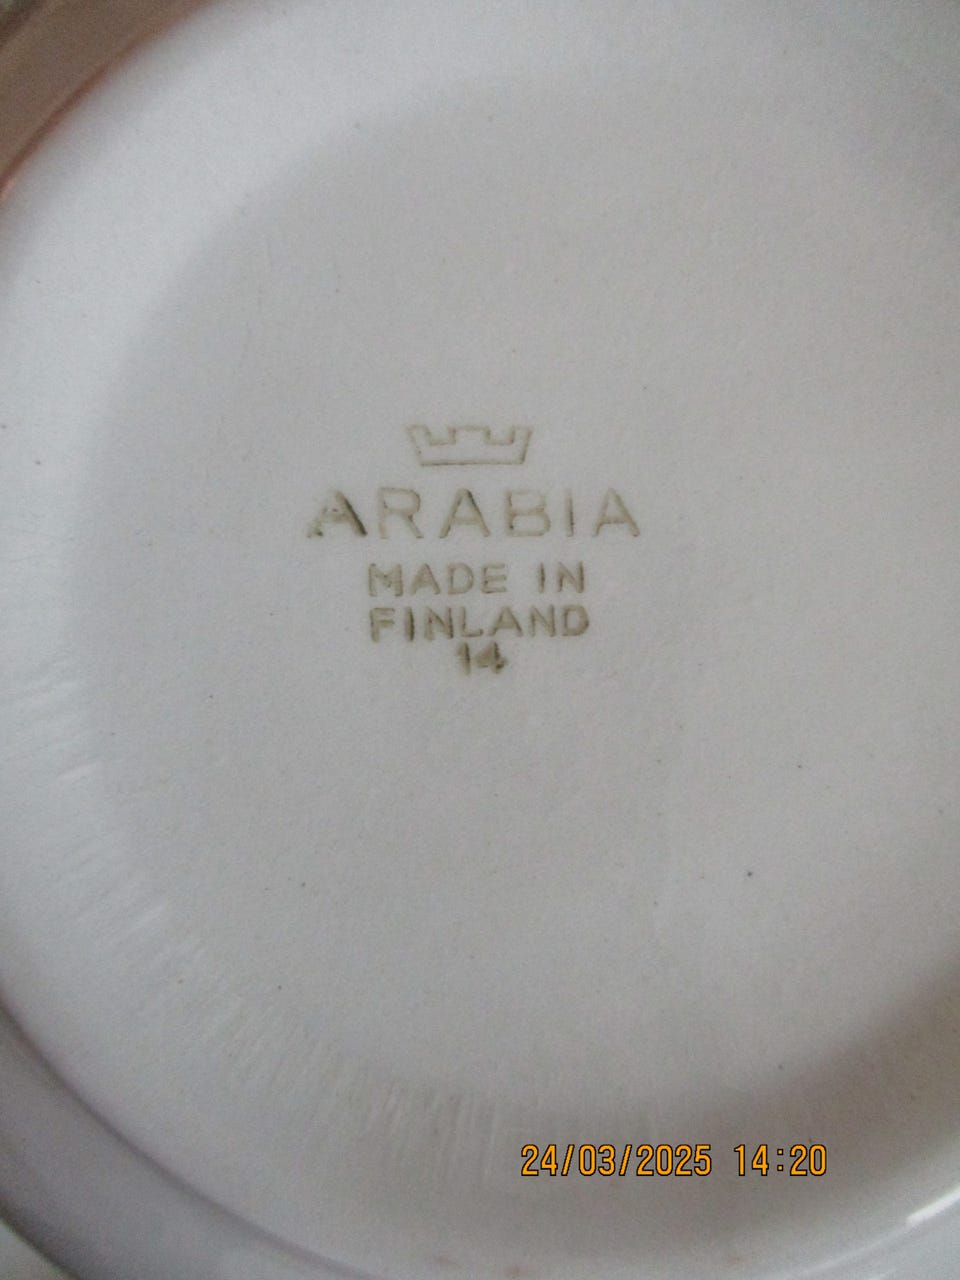 ARABIA
MADE IN
FINLAND
14
24/03/2025 14:20